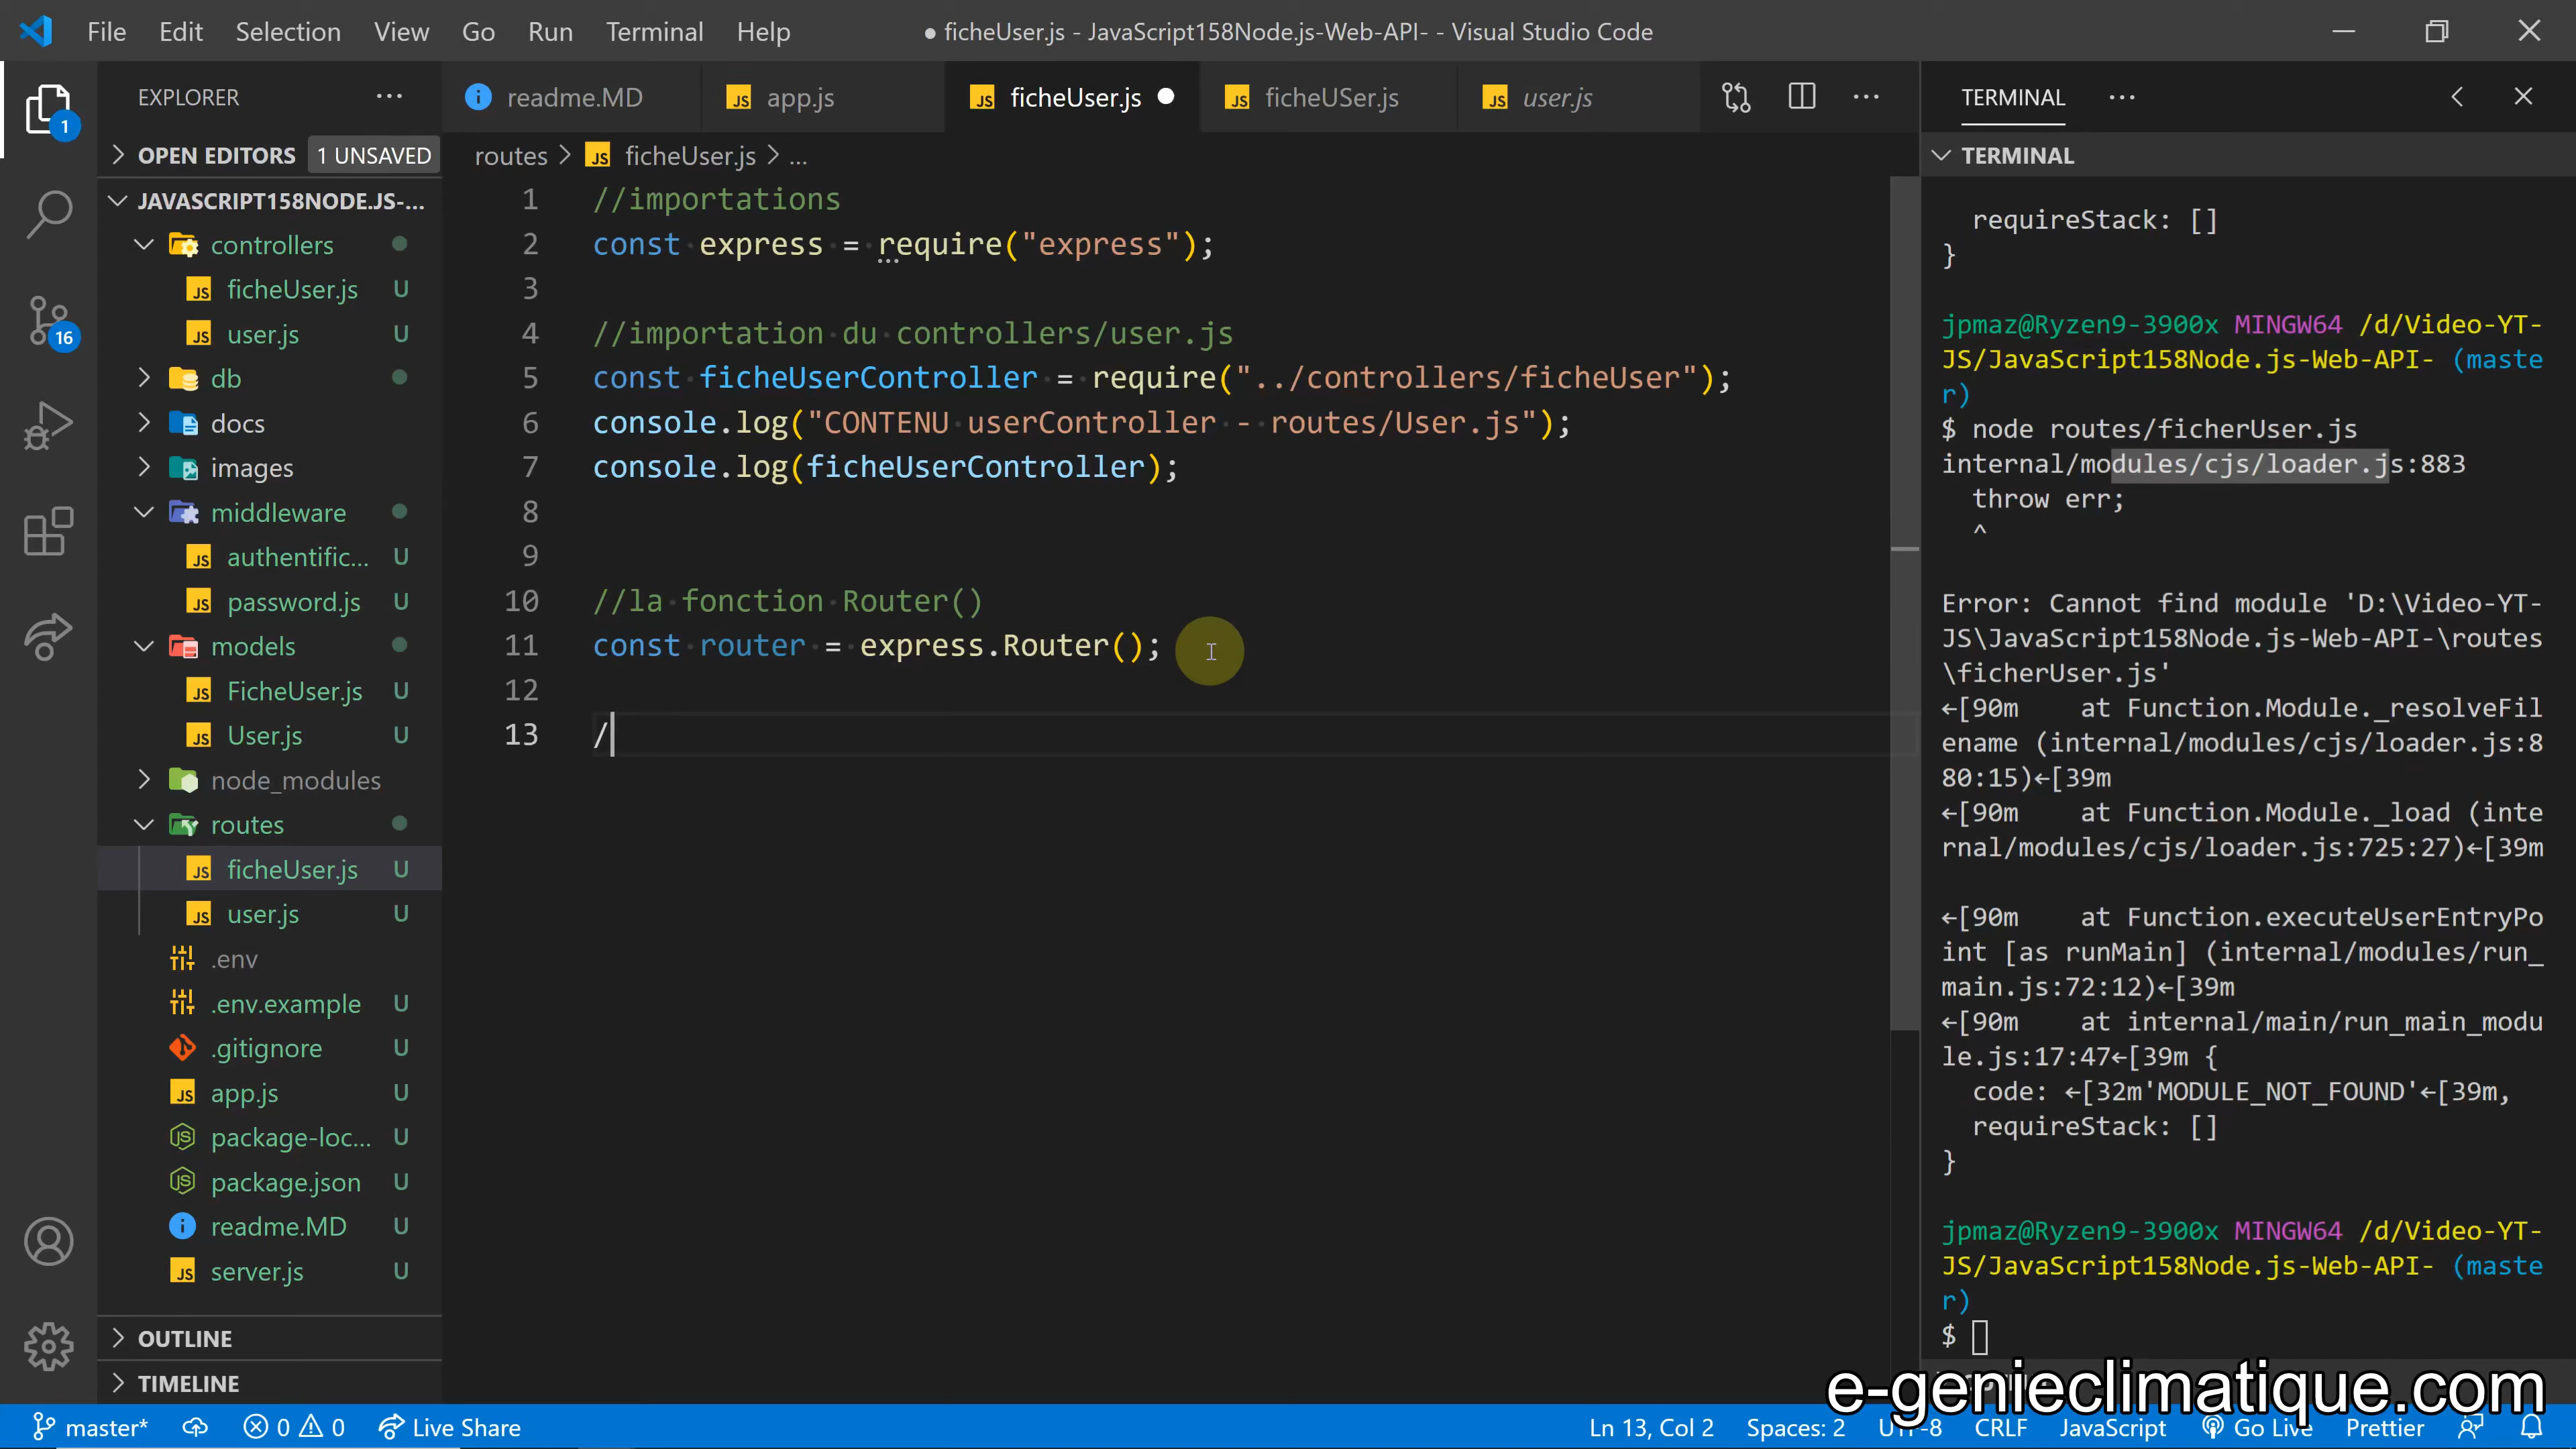 File Edit Selection View Go Run Terminal Help
● ficheUser.js - JavaScript158Node.js-Web-API- - Visual Studio Code
EXPLORER
OPEN EDITORS 1 UNSAVED
JAVASCRIPT158NODE.JS-...
controllers
ficheUser.js U
user.js U
db
docs
images
middleware
authentific... U
password.js U
models
FicheUser.js U
User.js U
node_modules
routes
ficheUser.js U
user.js U
.env
.env.example U
.gitignore U
app.js U
package-loc... U
package.json U
readme.MD U
server.js U
OUTLINE
TIMELINE
1
16
readme.MD app.js ficheUser.js ficheUSer.js user.js
routes > ficheUser.js > ...
1 //importations
2 const express = require("express");
3
4 //importation du controllers/user.js
5 const ficheUserController = require("../controllers/ficheUser");
6 console.log("CONTENU userController - routes/User.js");
7 console.log(ficheUserController);
8
9
10 //la fonction Router()
11 const router = express.Router();
12
13 /
TERMINAL
TERMINAL
requireStack: []
}
jpmaz@Ryzen9-3900x MINGW64 /d/Video-YT-
JS/JavaScript158Node.js-Web-API- (maste
r)
$ node routes/ficherUser.js
internal/modules/cjs/loader.js:883
throw err;
^
Error: Cannot find module 'D:\Video-YT-
JS\JavaScript158Node.js-Web-API-\routes
\ficherUser.js'
←[90m    at Function.Module._resolveFil
ename (internal/modules/cjs/loader.js:8
80:15)←[39m
←[90m    at Function.Module._load (inte
rnal/modules/cjs/loader.js:725:27)←[39m
←[90m    at Function.executeUserEntryPo
int [as runMain] (internal/modules/run_
main.js:72:12)←[39m
←[90m    at internal/main/run_main_modu
le.js:17:47←[39m {
code: ←[32m'MODULE_NOT_FOUND'←[39m,
requireStack: []
}
jpmaz@Ryzen9-3900x MINGW64 /d/Video-YT-
JS/JavaScript158Node.js-Web-API- (maste
r)
$
e-genieclimatique.com
master* 0 0 Live Share Ln 13, Col 2 Spaces: 2 UTF-8 CRLF JavaScript Go Live Prettier